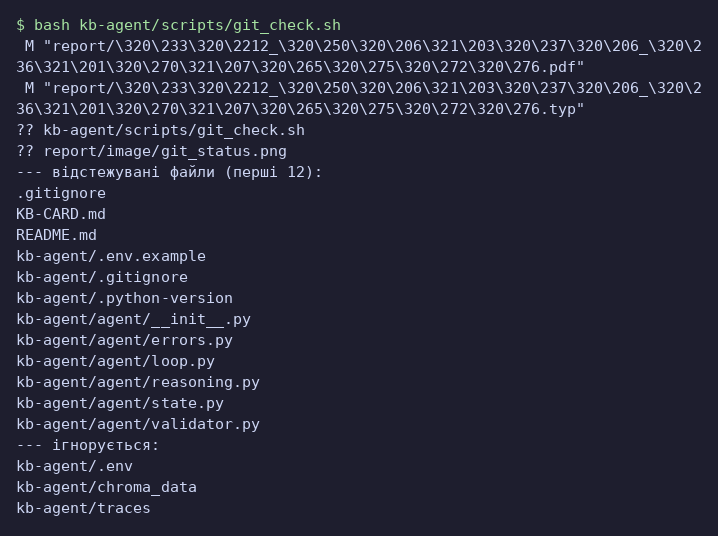 $ bash kb-agent/scripts/git_check.sh
 M "report/\320\233\320\2212_\320\250\320\206\321\203\320\237\320\206_\320\2
36\321\201\320\270\321\207\320\265\320\275\320\272\320\276.pdf"
 M "report/\320\233\320\2212_\320\250\320\206\321\203\320\237\320\206_\320\2
36\321\201\320\270\321\207\320\265\320\275\320\272\320\276.typ"
?? kb-agent/scripts/git_check.sh
?? report/image/git_status.png
--- відстежувані файли (перші 12):
.gitignore
KB-CARD.md
README.md
kb-agent/.env.example
kb-agent/.gitignore
kb-agent/.python-version
kb-agent/agent/__init__.py
kb-agent/agent/errors.py
kb-agent/agent/loop.py
kb-agent/agent/reasoning.py
kb-agent/agent/state.py
kb-agent/agent/validator.py
--- ігнорується:
kb-agent/.env
kb-agent/chroma_data
kb-agent/traces